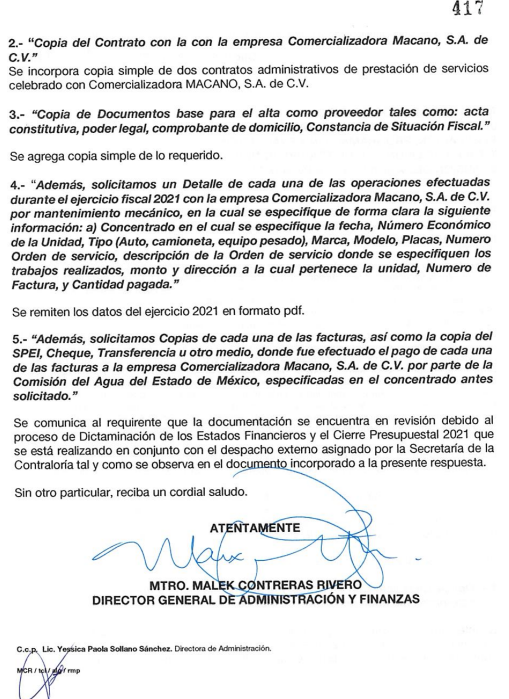 417
2.- “Copia del Contrato con la con la empresa Comercializadora Macano, S.A. de
C.V.”
Se incorpora copia simple de dos contratos administrativos de prestación de servicios
celebrado con Comercializadora MACANO, S.A. de C.V.
3.- “Copia de Documentos base para el alta como proveedor tales como: acta
constitutiva, poder legal, comprobante de domicilio, Constancia de Situación Fiscal.”
Se agrega copia simple de lo requerido.
4.- “Además, solicitamos un Detalle de cada una de las operaciones efectuadas
durante el ejercicio fiscal 2021 con la empresa Comercializadora Macano, S.A. de C.V.
por mantenimiento mecánico, en la cual se especifique de forma clara la siguiente
información: a) Concentrado en el cual se especifique la fecha, Número Económico
de la Unidad, Tipo (Auto, camioneta, equipo pesado), Marca, Modelo, Placas, Numero
Orden de servicio, descripción de la Orden de servicio donde se especifiquen los
trabajos realizados, monto y dirección a la cual pertenece la unidad, Numero de
Factura, y Cantidad pagada.”
Se remiten los datos del ejercicio 2021 en formato pdf.
5.- “Además, solicitamos Copias de cada una de las facturas, así como la copia del
SPEI, Cheque, Transferencia u otro medio, donde fue efectuado el pago de cada una
de las facturas a la empresa Comercializadora Macano, S.A. de C.V. por parte de la
Comisión del Agua del Estado de México, especificadas en el concentrado antes
solicitado.”
Se comunica al requirente que la documentación se encuentra en revisión debido al
proceso de Dictaminación de los Estados Financieros y el Cierre Presupuestal 2021 que
se está realizando en conjunto con el despacho externo asignado por la Secretaría de la
Contraloría tal y como se observa en el documento incorporado a la presente respuesta.
Sin otro particular, reciba un cordial saludo.
ATENTAMENTE
MTRO. MALEK CONTRERAS RIVERO
DIRECTOR GENERAL DE ADMINISTRACIÓN Y FINANZAS
C.c.p. Lic. Yessica Paola Sollano Sánchez. Directora de Administración.
MCR / / rmp